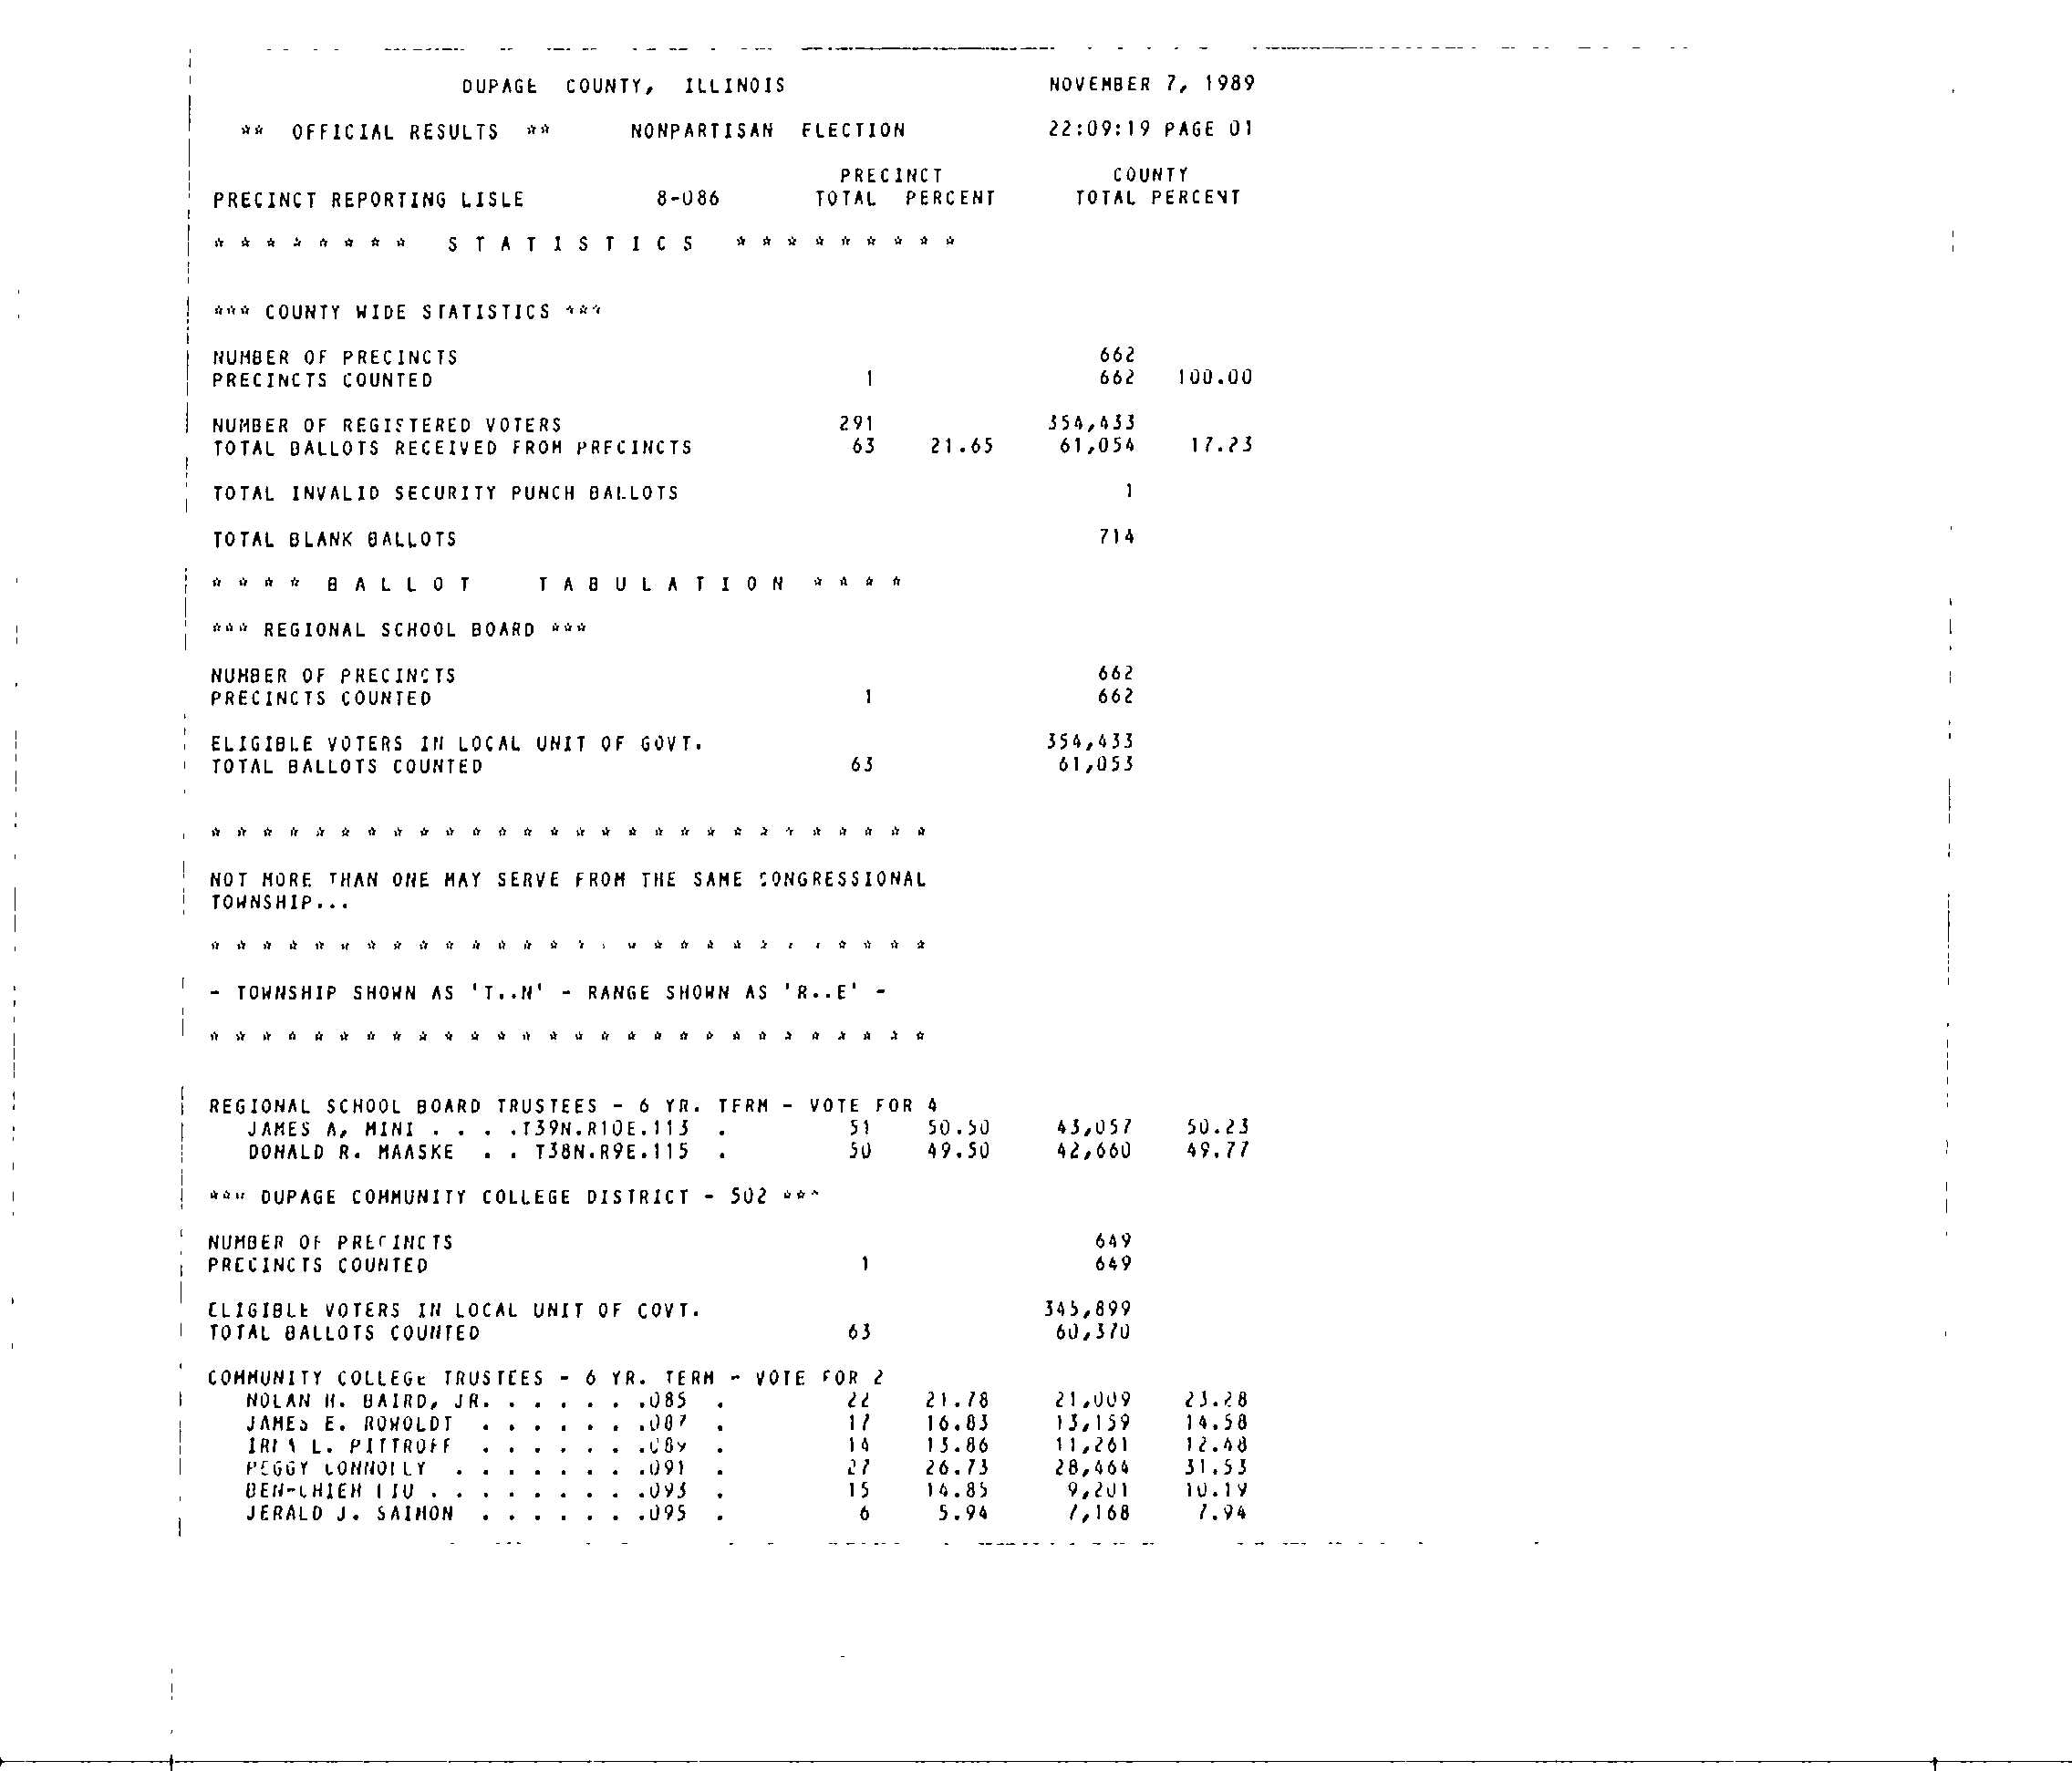 DUPAGE COUNTY, ILLINOIS NOVEMBER 7, 1989
** OFFICIAL RESULTS ** NONPARTISAN ELECTION 22:09:19 PAGE 01
PRECINCT COUNTY
PRECINCT REPORTING LISLE 8-086 TOTAL PERCENT TOTAL PERCENT
* * * * * * * * S T A T I S T I C S * * * * * * * * *
*** COUNTY WIDE STATISTICS ***
NUMBER OF PRECINCTS 662
PRECINCTS COUNTED 1 662 100.00
NUMBER OF REGISTERED VOTERS 291 354,433
TOTAL BALLOTS RECEIVED FROM PRECINCTS 63 21.65 61,054 17.23
TOTAL INVALID SECURITY PUNCH BALLOTS 1
TOTAL BLANK BALLOTS 714
* * * * B A L L O T T A B U L A T I O N * * * *
*** REGIONAL SCHOOL BOARD ***
NUMBER OF PRECINCTS 662
PRECINCTS COUNTED 1 662
ELIGIBLE VOTERS IN LOCAL UNIT OF GOVT. 354,433
TOTAL BALLOTS COUNTED 63 61,053
* * * * * * * * * * * * * * * * * * * * * * * * * * * *
NOT MORE THAN ONE MAY SERVE FROM THE SAME CONGRESSIONAL
TOWNSHIP...
* * * * * * * * * * * * * * * * * * * * * * * * * * * *
- TOWNSHIP SHOWN AS 'T..N' - RANGE SHOWN AS 'R..E' -
* * * * * * * * * * * * * * * * * * * * * * * * * * * *
REGIONAL SCHOOL BOARD TRUSTEES - 6 YR. TERM - VOTE FOR 4
JAMES A. MINI . . . .T39N.R10E.113 . 51 50.50 43,057 50.23
DONALD R. MAASKE . . T38N.R9E.115 . 50 49.50 42,660 49.77
*** DUPAGE COMMUNITY COLLEGE DISTRICT - 502 ***
NUMBER OF PRECINCTS 649
PRECINCTS COUNTED 1 649
ELIGIBLE VOTERS IN LOCAL UNIT OF GOVT. 345,899
TOTAL BALLOTS COUNTED 63 60,370
COMMUNITY COLLEGE TRUSTEES - 6 YR. TERM - VOTE FOR 2
NOLAN H. BAIRD, JR. . . . . . .085 . 22 21.78 21,009 23.28
JAMES E. ROWOLDT . . . . . . .087 . 17 16.83 13,159 14.58
L. PITTROFF . . . . . . .089 . 14 13.86 11,261 12.48
PEGGY CONNOLLY . . . . . . . .091 . 27 26.73 28,464 31.53
BEN-CHIEH LIU . . . . . . . . .093 . 15 14.85 9,201 10.19
JERALD J. SAIMON . . . . . . .095 . 6 5.94 7,168 7.94